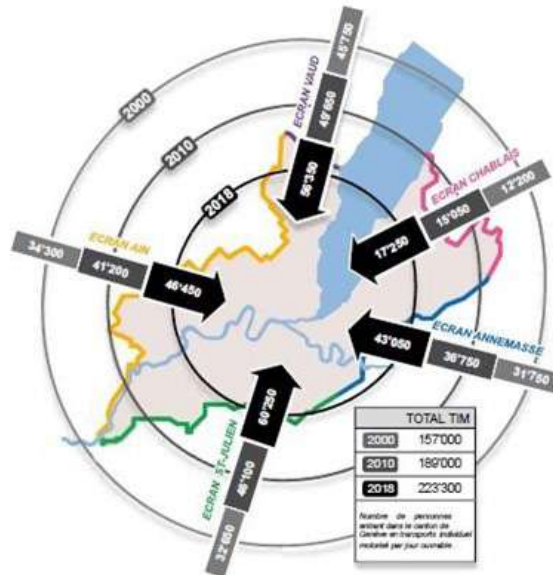 2000
2010
2018
ECRAN VAUD
45'750
49'650
56'350
ECRAN CHABLAIS
12'200
15'050
17'250
ECRAN AIN
34'300
41'200
46'450
ECRAN ANNEMASSE
43'050
36'750
31'750
ECRAN ST-JULIEN
60'250
46'100
32'650
TOTAL TIM
2000 157'000
2010 189'000
2018 223'300
Nombre de personnes
entrant dans le canton de
Genève en transports individuel
motorisé par jour ouvrable.